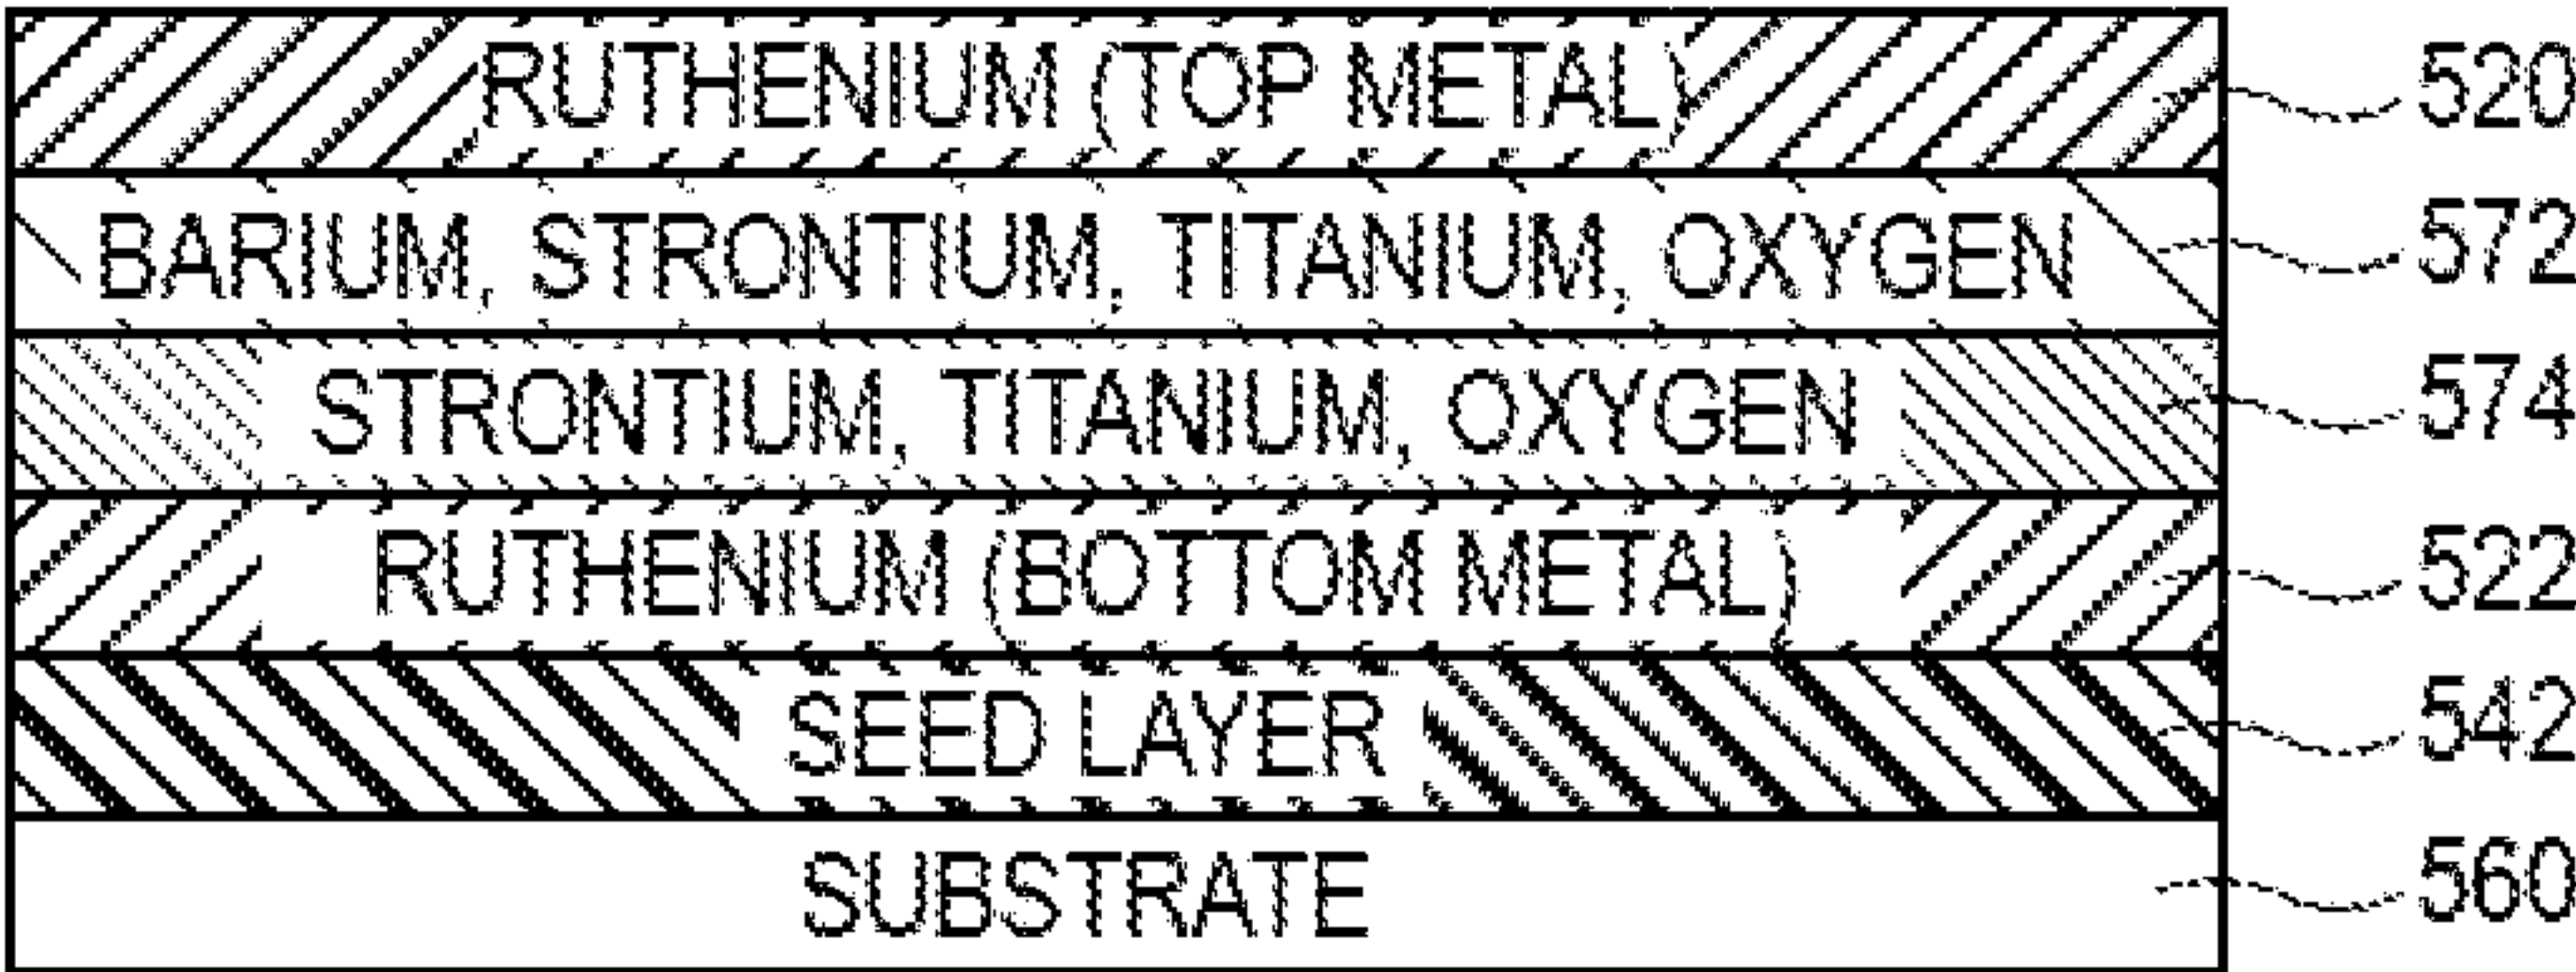 RUTHENIUM (TOP METAL) 520
BARIUM, STRONTIUM, TITANIUM, OXYGEN 572
STRONTIUM, TITANIUM, OXYGEN 574
RUTHENIUM (BOTTOM METAL) 522
SEED LAYER 542
SUBSTRATE 560